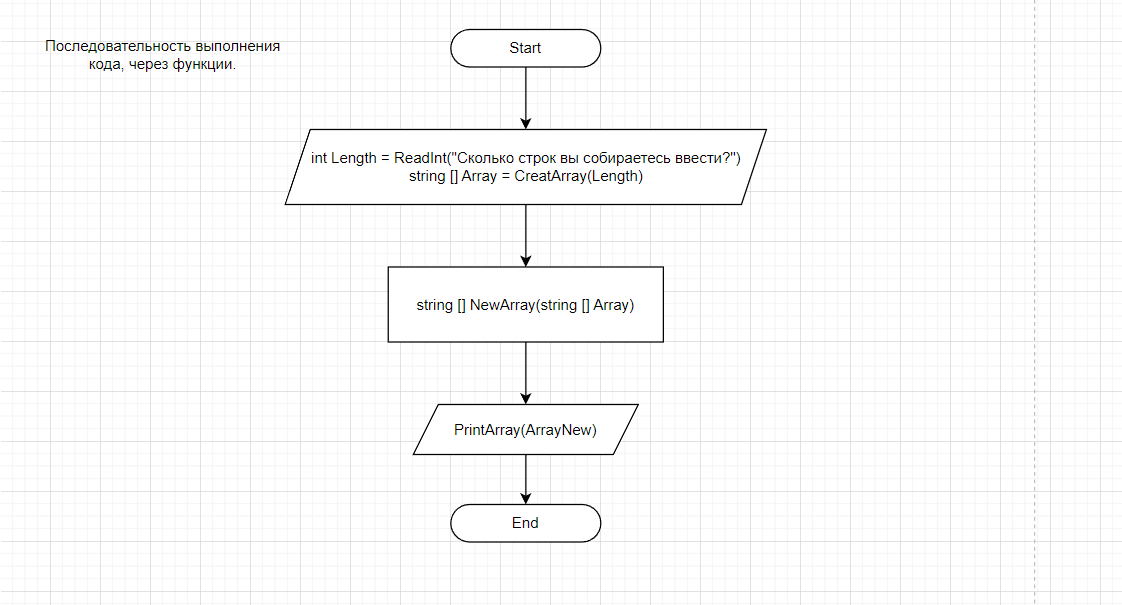 Последовательность выполнения
кода, через функции.
Start
int Length = ReadInt("Сколько строк вы собираетесь ввести?")
string [] Array = CreatArray(Length)
string [] NewArray(string [] Array)
PrintArray(ArrayNew)
End